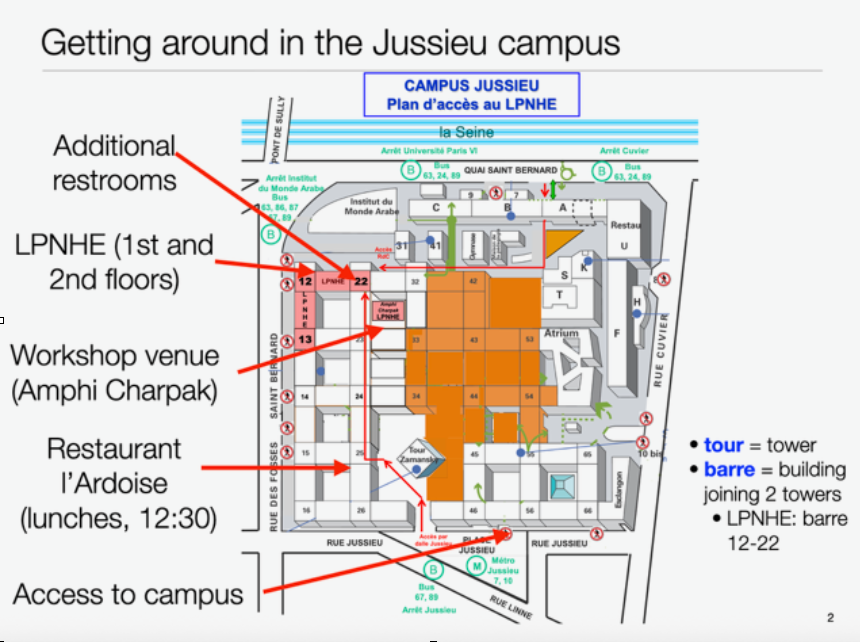 Getting around in the Jussieu campus
CAMPUS JUSSIEU
Plan d'accès au LPNHE
PONT DE SULLY
la Seine
Arrêt Université Paris VI
Arrêt Cuvier
B
Bus
63, 24, 89
QUAI SAINT BERNARD
B
Bus
63, 24, 89
Additional
restrooms
Arrêt Institut
du Monde Arabe
Bus
63, 86, 87
67, 89
B
Institut du
Monde Arabe
9
7
C
B
A
Restau
U
31
41
Gymnase
Accès
RdC
S
K
T
H
F
LPNHE (1st and
2nd floors)
12
LPNHE
22
32
42
LPNHE
Amphi
Charpak
LPNHE
13
23
33
43
53
Atrium
RUE CUVIER
Workshop venue
(Amphi Charpak)
RUE DES FOSSES
SAINT BERNARD
14
24
34
44
54
Restaurant
l'Ardoise
(lunches, 12:30)
15
25
Tour
Zamansky
45
55
65
10 bis
16
26
46
56
66
Esclangon
• tour = tower
• barre = building
joining 2 towers
• LPNHE: barre
12-22
RUE JUSSIEU
Accès par
dalle Jussieu
PLACE
JUSSIEU
RUE JUSSIEU
Access to campus
B
Bus
67, 89
Arrêt Jussieu
M
Métro
Jussieu
7, 10
RUE LINNE
2